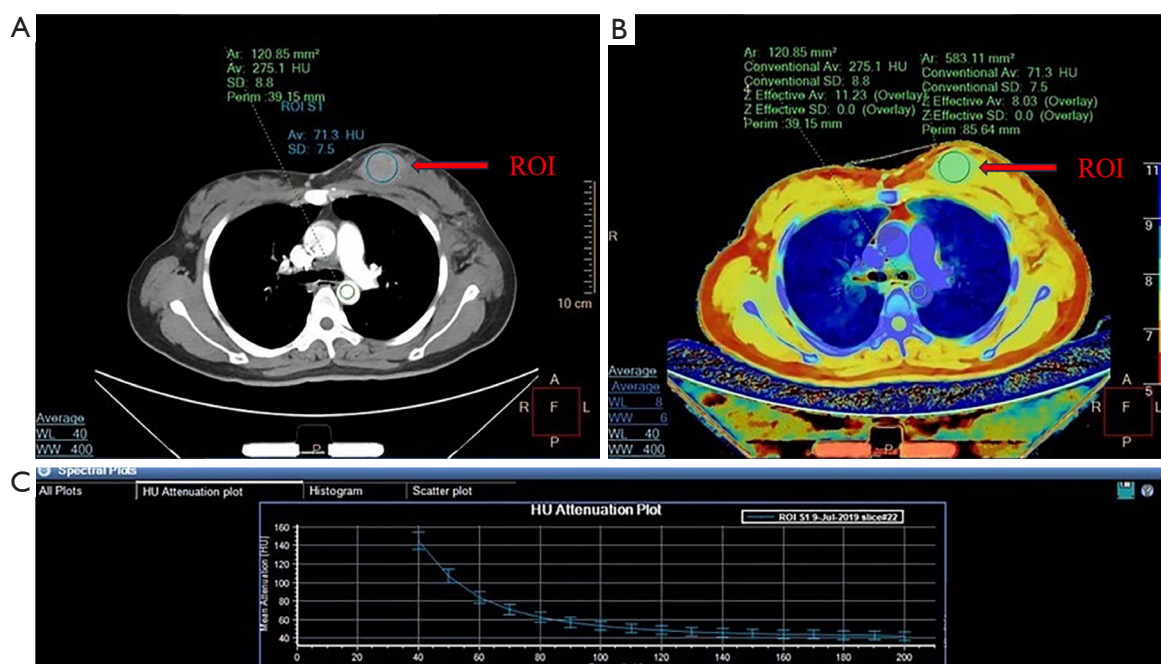 A
Ar: 120.85 mm²
Av: 275.1 HU
SD: 8.8
Perim :39.15 mm
ROI S1
Av: 71.3 HU
SD: 7.5
ROI
10 cm
Average
WL 40
WW 400
A
R F L
P
P
B
Ar: 120.85 mm²
Conventional Av: 275.1 HU
Conventional SD: 8.8
Z Effective Av: 11.23 (Overlay)
Z Effective SD: 0.0 (Overlay)
Perim :39.15 mm
Ar: 583.11 mm²
Conventional Av: 71.3 HU
Conventional SD: 7.5
Z Effective Av: 8.03 (Overlay)
Z Effective SD: 0.0 (Overlay)
Perim :85.64 mm
ROI
R
11
9
8
7
5
Average
Average
WL 8
WW 6
WL 40
WW 400
A
R F L
P
P
C
Spectral Plots
All Plots
HU Attenuation plot
Histogram
Scatter plot
HU Attenuation Plot
ROI S1 9-Jul-2019 slice#22
Mean Attenuation [HU]
160
140
120
100
80
60
40
0 20 40 60 80 100 120 140 160 180 200